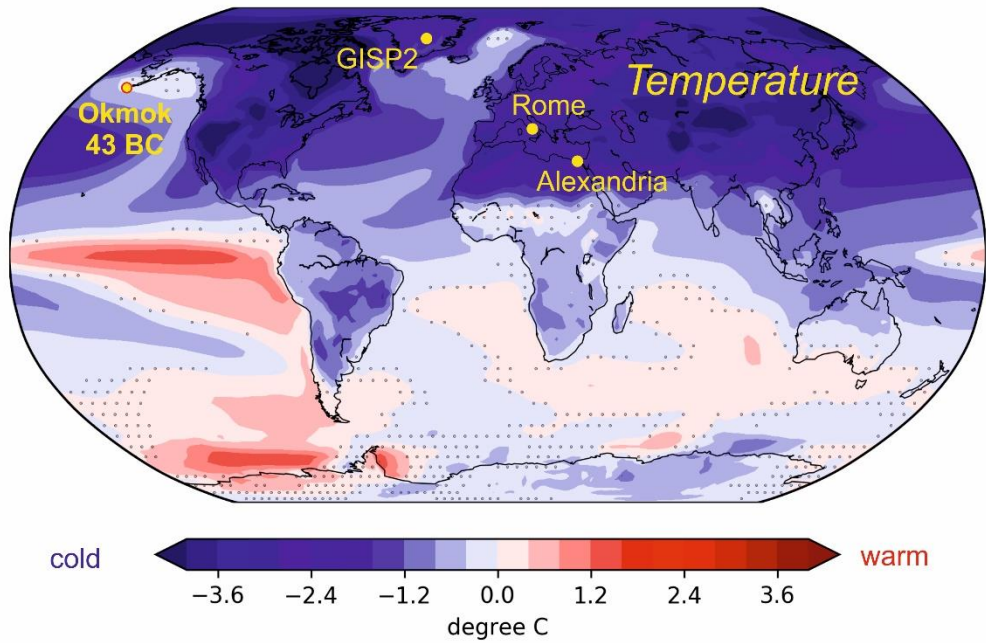 GISP2
Temperature
Okmok
43 BC
Rome
Alexandria
cold
warm
−3.6 −2.4 −1.2 0.0 1.2 2.4 3.6
degree C